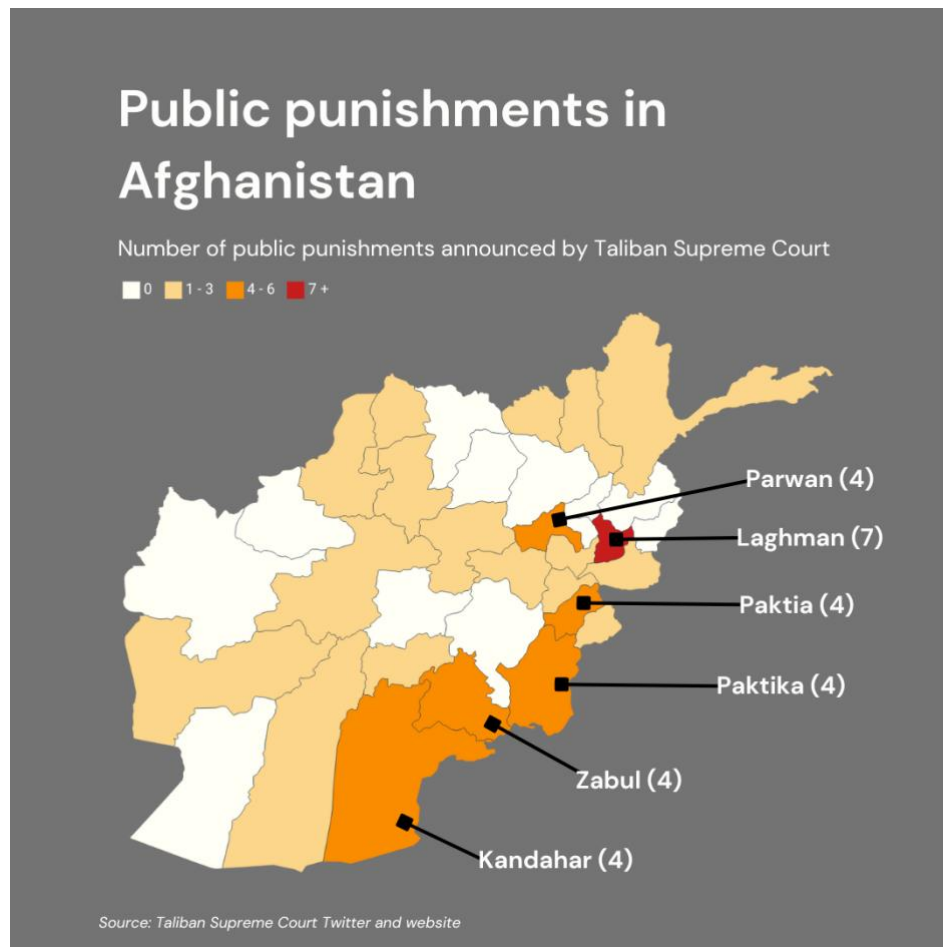 Public punishments in
Afghanistan
Number of public punishments announced by Taliban Supreme Court
0 1 - 3 4 - 6 7 +
Parwan (4)
Laghman (7)
Paktia (4)
Paktika (4)
Zabul (4)
Kandahar (4)
Source: Taliban Supreme Court Twitter and website